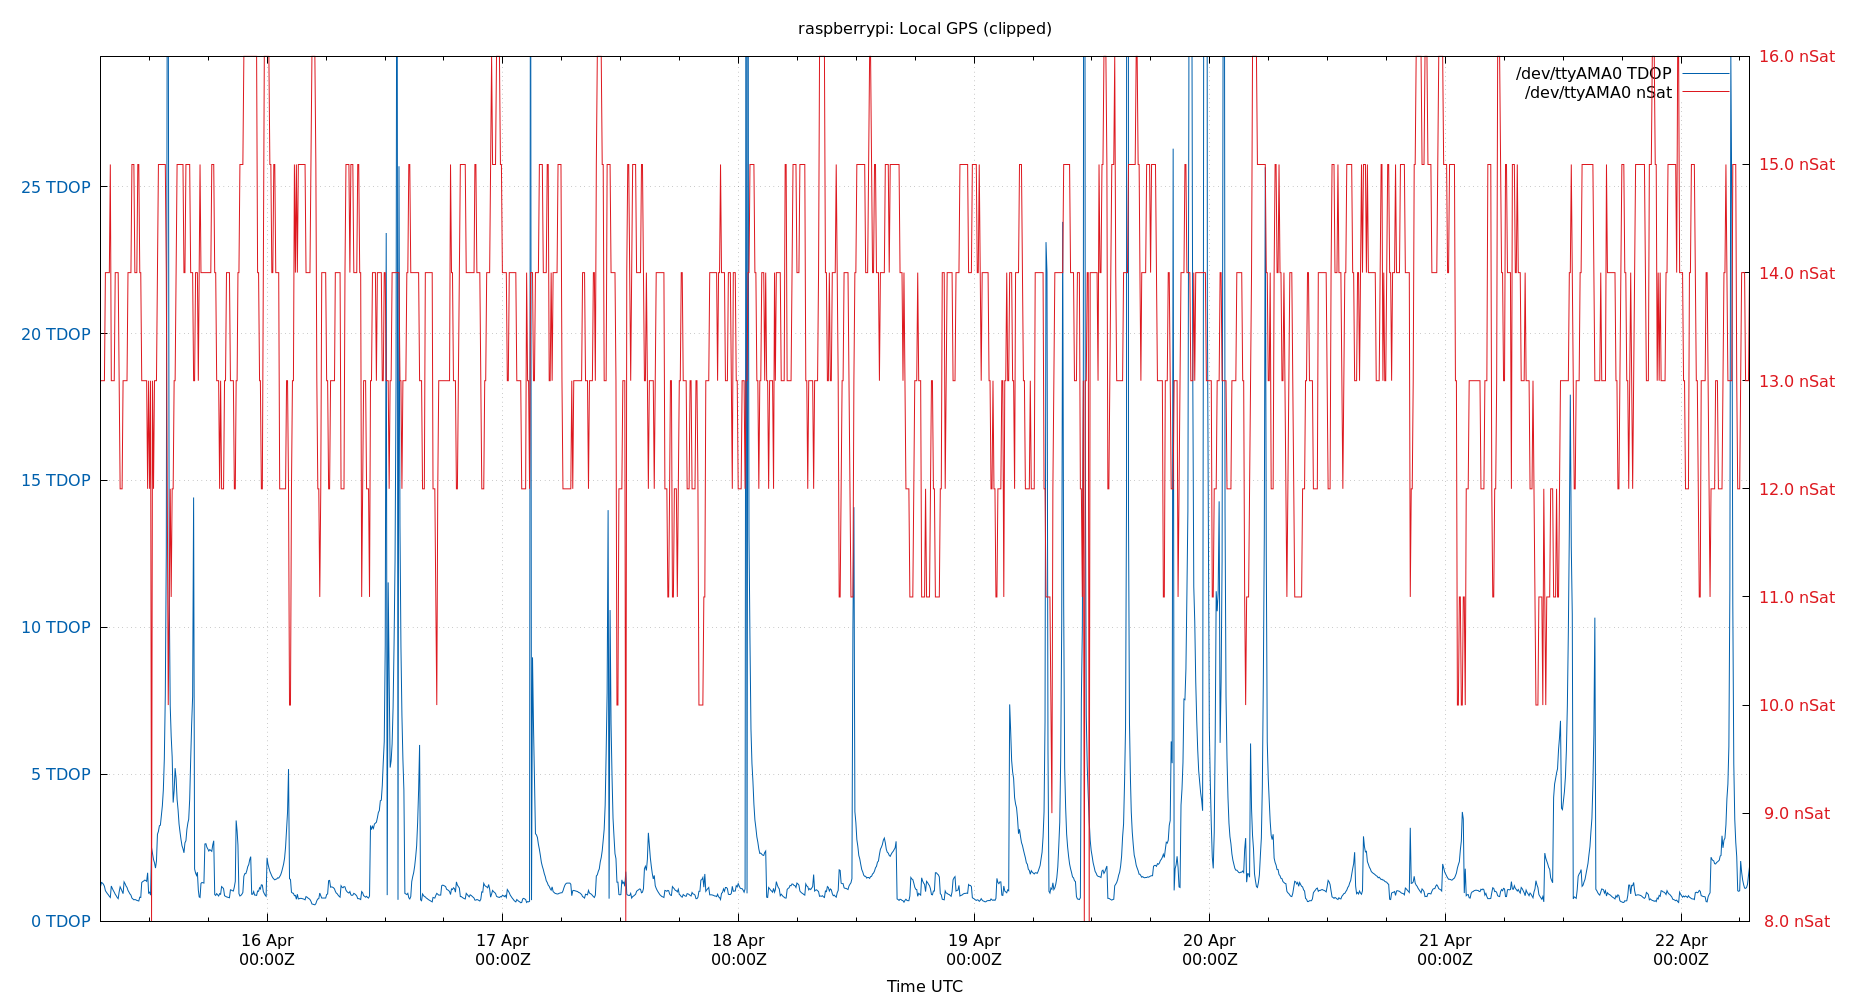 raspberrypi: Local GPS (clipped)
/dev/ttyAMA0 TDOP
/dev/ttyAMA0 nSat
25 TDOP
20 TDOP
15 TDOP
10 TDOP
5 TDOP
0 TDOP
16.0 nSat
15.0 nSat
14.0 nSat
13.0 nSat
12.0 nSat
11.0 nSat
10.0 nSat
9.0 nSat
8.0 nSat
16 Apr 17 Apr 18 Apr 19 Apr 20 Apr 21 Apr 22 Apr
00:00Z 00:00Z 00:00Z 00:00Z 00:00Z 00:00Z 00:00Z
Time UTC